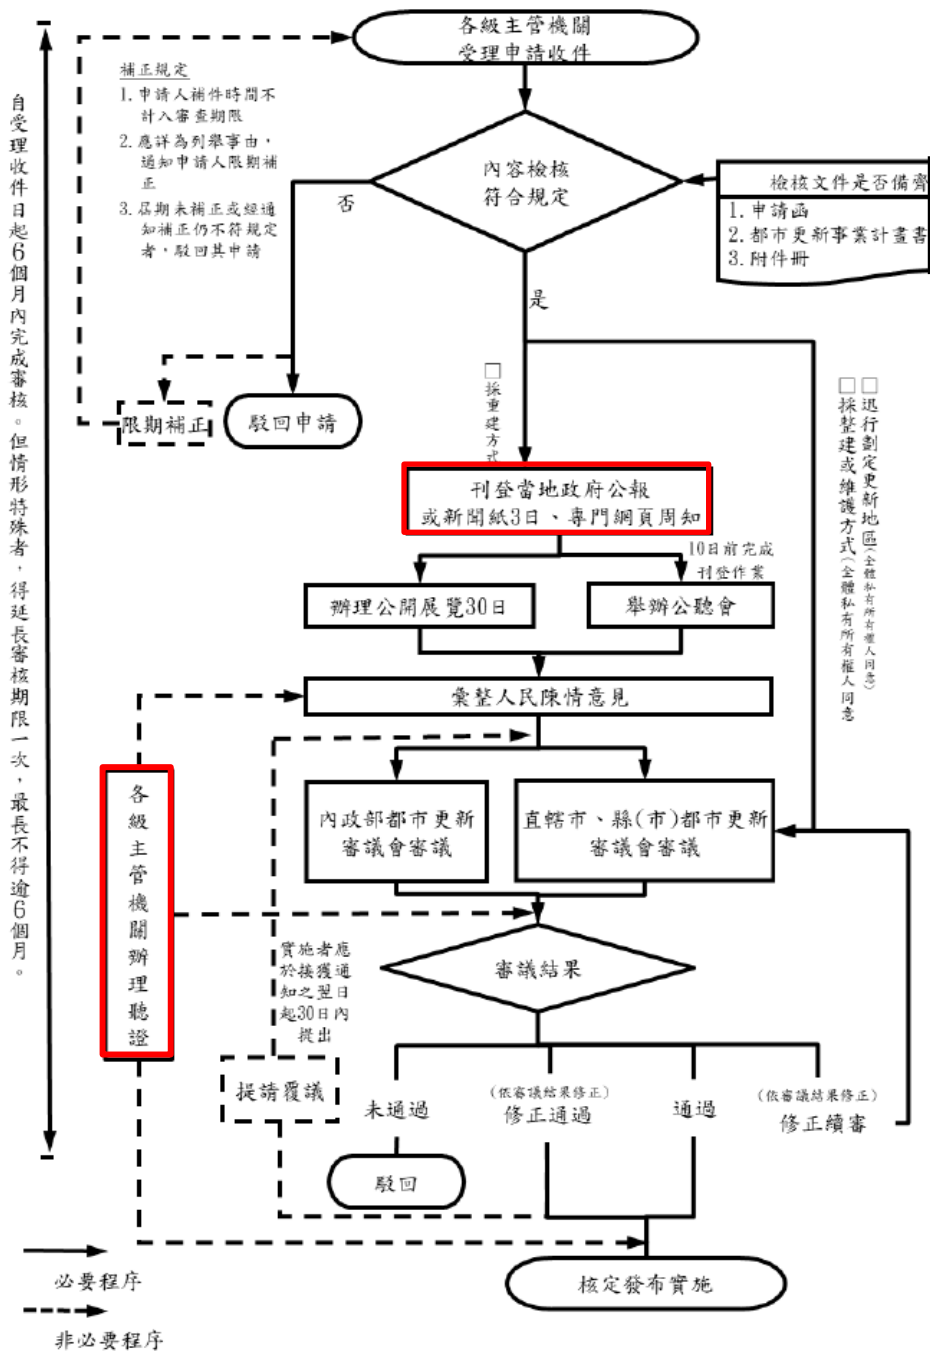 各級主管機關
受理申請收件
補正規定
1. 申請人補件時間不
計入審查期限
2. 應詳為列舉事由，
通知申請人限期補
正
3. 屆期未補正或經通
知補正仍不符規定
者，駁回其申請
自受理收件日起6個月內完成審核。但情形特殊者，得延長審核期限一次，最長不得逾6個月。
內容檢核
符合規定
否
是
檢核文件是否備齊
1. 申請函
2. 都市更新事業計畫書
3. 附件冊
限期補正
駁回申請
□採重建方式
□迅行劃定更新地區(全體私有所有權人同意)
□採整建或維護方式(全體私有所有權人同意
刊登當地政府公報
或新聞紙3日、專門網頁周知
10日前完成
刊登作業
辦理公開展覽30日
舉辦公聽會
彙整人民陳情意見
各級主管機關辦理聽證
內政部都市更新
審議會審議
直轄市、縣(市)都市更新
審議會審議
實施者應
於接獲通
知之翌日
起30日內
提出
審議結果
提請覆議
未通過
(依審議結果修正)
修正通過
通過
(依審議結果修正)
修正續審
駁回
核定發布實施
必要程序
非必要程序